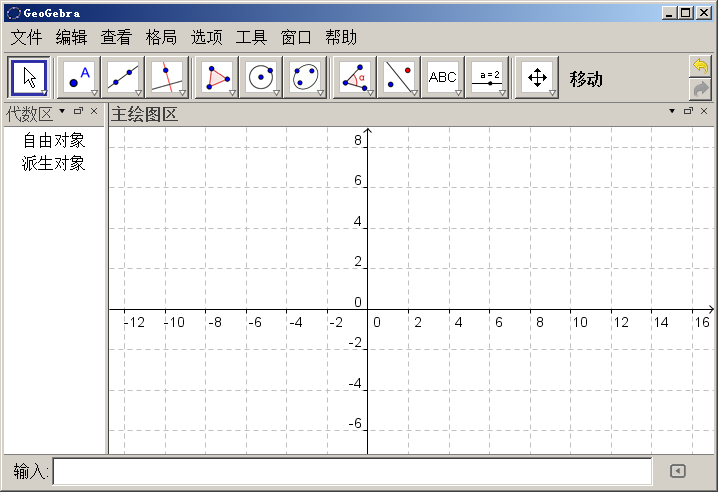 GeoGebra
文件 编辑 查看 格局 选项 工具 窗口 帮助
A α ABC a=2 移动
代数区 主绘图区
自由对象
派生对象
8
6
4
2
0
-12 -10 -8 -6 -4 -2 0 2 4 6 8 10 12 14 16
-2
-4
-6
输入: